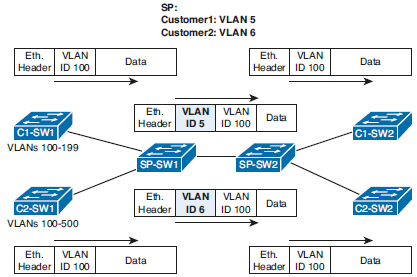 SP:
Customer1: VLAN 5
Customer2: VLAN 6
Eth. Header VLAN ID 100 Data
Eth. Header VLAN ID 100 Data
Eth. Header VLAN ID 5 VLAN ID 100 Data
C1-SW1
VLANs 100-199
C1-SW2
SP-SW1
SP-SW2
C2-SW1
VLANs 100-500
C2-SW2
Eth. Header VLAN ID 6 VLAN ID 100 Data
Eth. Header VLAN ID 100 Data
Eth. Header VLAN ID 100 Data